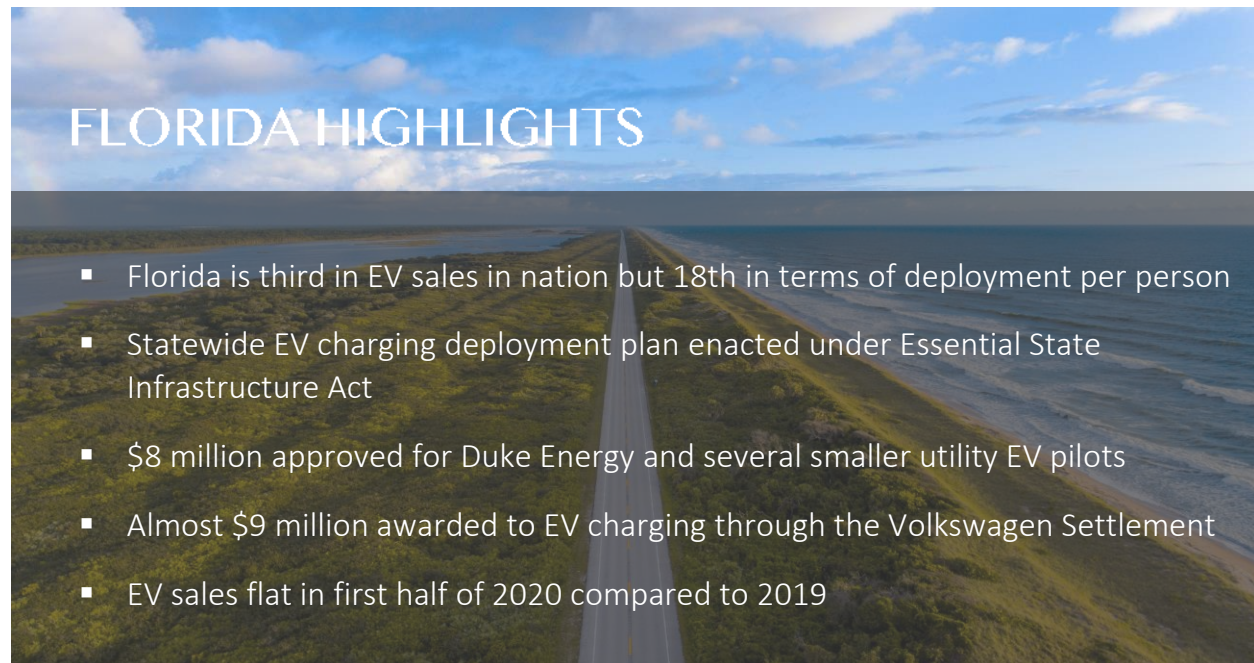 FLORIDA HIGHLIGHTS
▪ Florida is third in EV sales in nation but 18th in terms of deployment per person
▪ Statewide EV charging deployment plan enacted under Essential State
Infrastructure Act
▪ $8 million approved for Duke Energy and several smaller utility EV pilots
▪ Almost $9 million awarded to EV charging through the Volkswagen Settlement
▪ EV sales flat in first half of 2020 compared to 2019